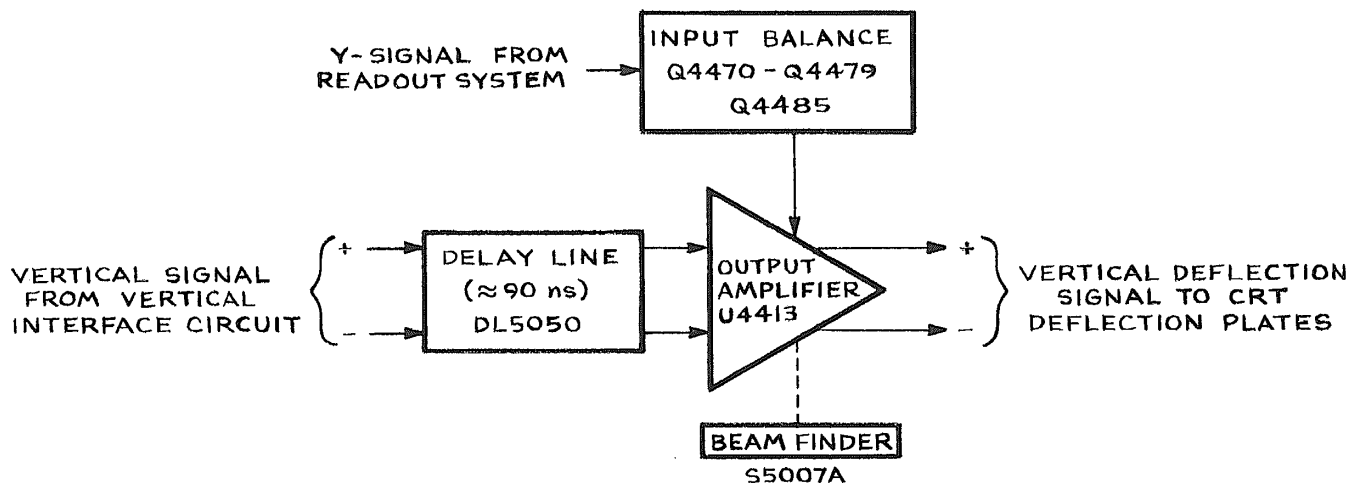 Y-SIGNAL FROM
READOUT SYSTEM
INPUT BALANCE
Q4470 - Q4479
Q4485
VERTICAL SIGNAL
FROM VERTICAL
INTERFACE CIRCUIT
+
-
DELAY LINE
(≈90 ns)
DL5050
OUTPUT
AMPLIFIER
U4413
+
-
VERTICAL DEFLECTION
SIGNAL TO CRT
DEFLECTION PLATES
BEAM FINDER
S5007A